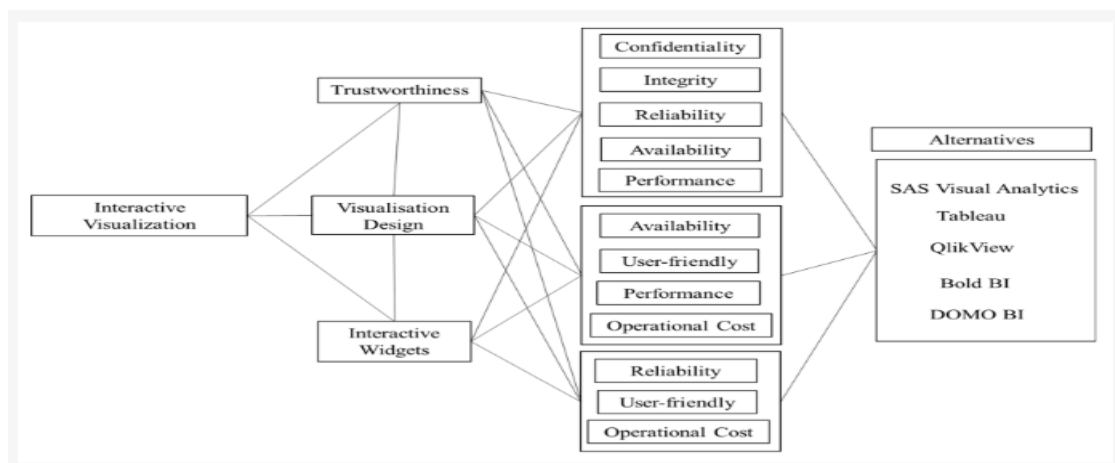 Interactive
Visualization
Trustworthiness
Visualisation
Design
Interactive
Widgets
Confidentiality
Integrity
Reliability
Availability
Performance
Availability
User-friendly
Performance
Operational Cost
Reliability
User-friendly
Operational Cost
Alternatives
SAS Visual Analytics
Tableau
QlikView
Bold BI
DOMO BI